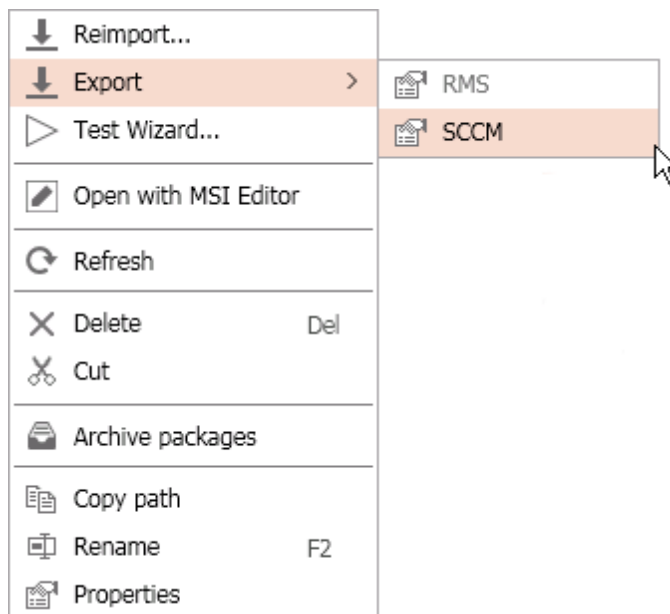 Reimport...
Export
RMS
Test Wizard...
SCCM
Open with MSI Editor
Refresh
Delete Del
Cut
Archive packages
Copy path
Rename F2
Properties